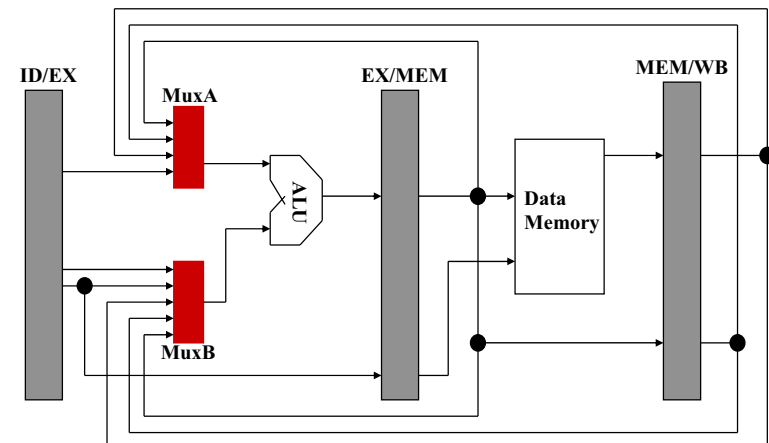 ID/EX
MuxA
EX/MEM
MEM/WB
ALU
Data
Memory
MuxB